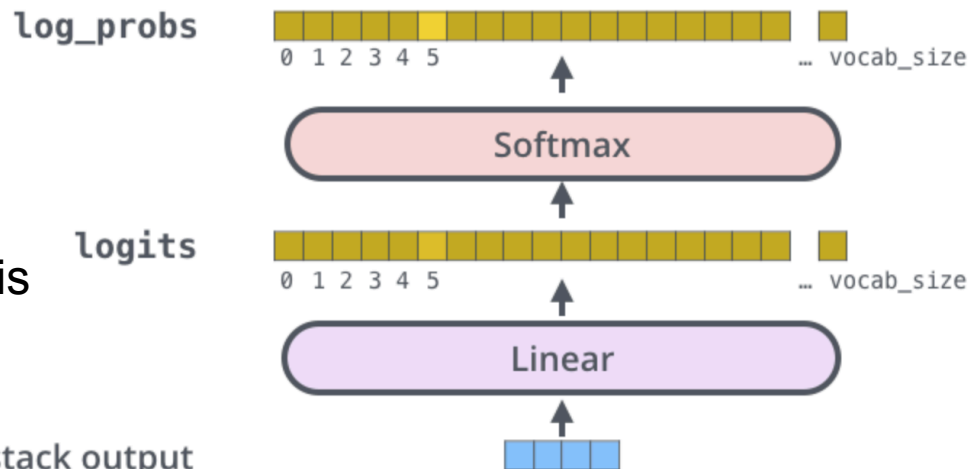 log_probs
0 1 2 3 4 5 … vocab_size
Softmax
logits
is
0 1 2 3 4 5 … vocab_size
Linear
tack output